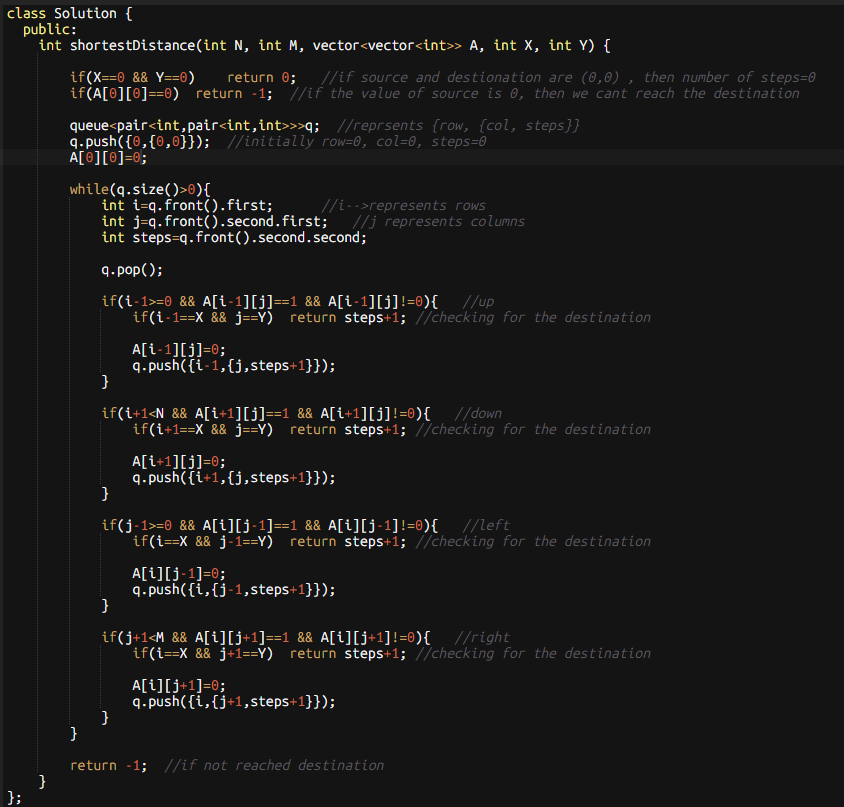 class Solution {
  public:
    int shortestDistance(int N, int M, vector<vector<int>> A, int X, int Y) {
        if(X==0 && Y==0)    return 0;   //if source and destionation are (0,0) , then number of steps=0
        if(A[0][0]==0)  return -1;  //if the value of source is 0, then we cant reach the destination
        queue<pair<int,pair<int,int>>>q;  //reprsents {row, {col, steps}}
        q.push({0,{0,0}});  //initially row=0, col=0, steps=0
        A[0][0]=0;
        while(q.size()>0){
            int i=q.front().first;      //i-->represents rows
            int j=q.front().second.first;   //j represents columns
            int steps=q.front().second.second;
            q.pop();
            if(i-1>=0 && A[i-1][j]==1 && A[i-1][j]!=0){   //up
                if(i-1==X && j==Y)  return steps+1; //checking for the destination
                A[i-1][j]=0;
                q.push({i-1,{j,steps+1}});
            }
            if(i+1<N && A[i+1][j]==1 && A[i+1][j]!=0){   //down
                if(i+1==X && j==Y)  return steps+1; //checking for the destination
                A[i+1][j]=0;
                q.push({i+1,{j,steps+1}});
            }
            if(j-1>=0 && A[i][j-1]==1 && A[i][j-1]!=0){   //left
                if(i==X && j-1==Y)  return steps+1; //checking for the destination
                A[i][j-1]=0;
                q.push({i,{j-1,steps+1}});
            }
            if(j+1<M && A[i][j+1]==1 && A[i][j+1]!=0){   //right
                if(i==X && j+1==Y)  return steps+1; //checking for the destination
                A[i][j+1]=0;
                q.push({i,{j+1,steps+1}});
            }
        }
        return -1;  //if not reached destination
    }
};